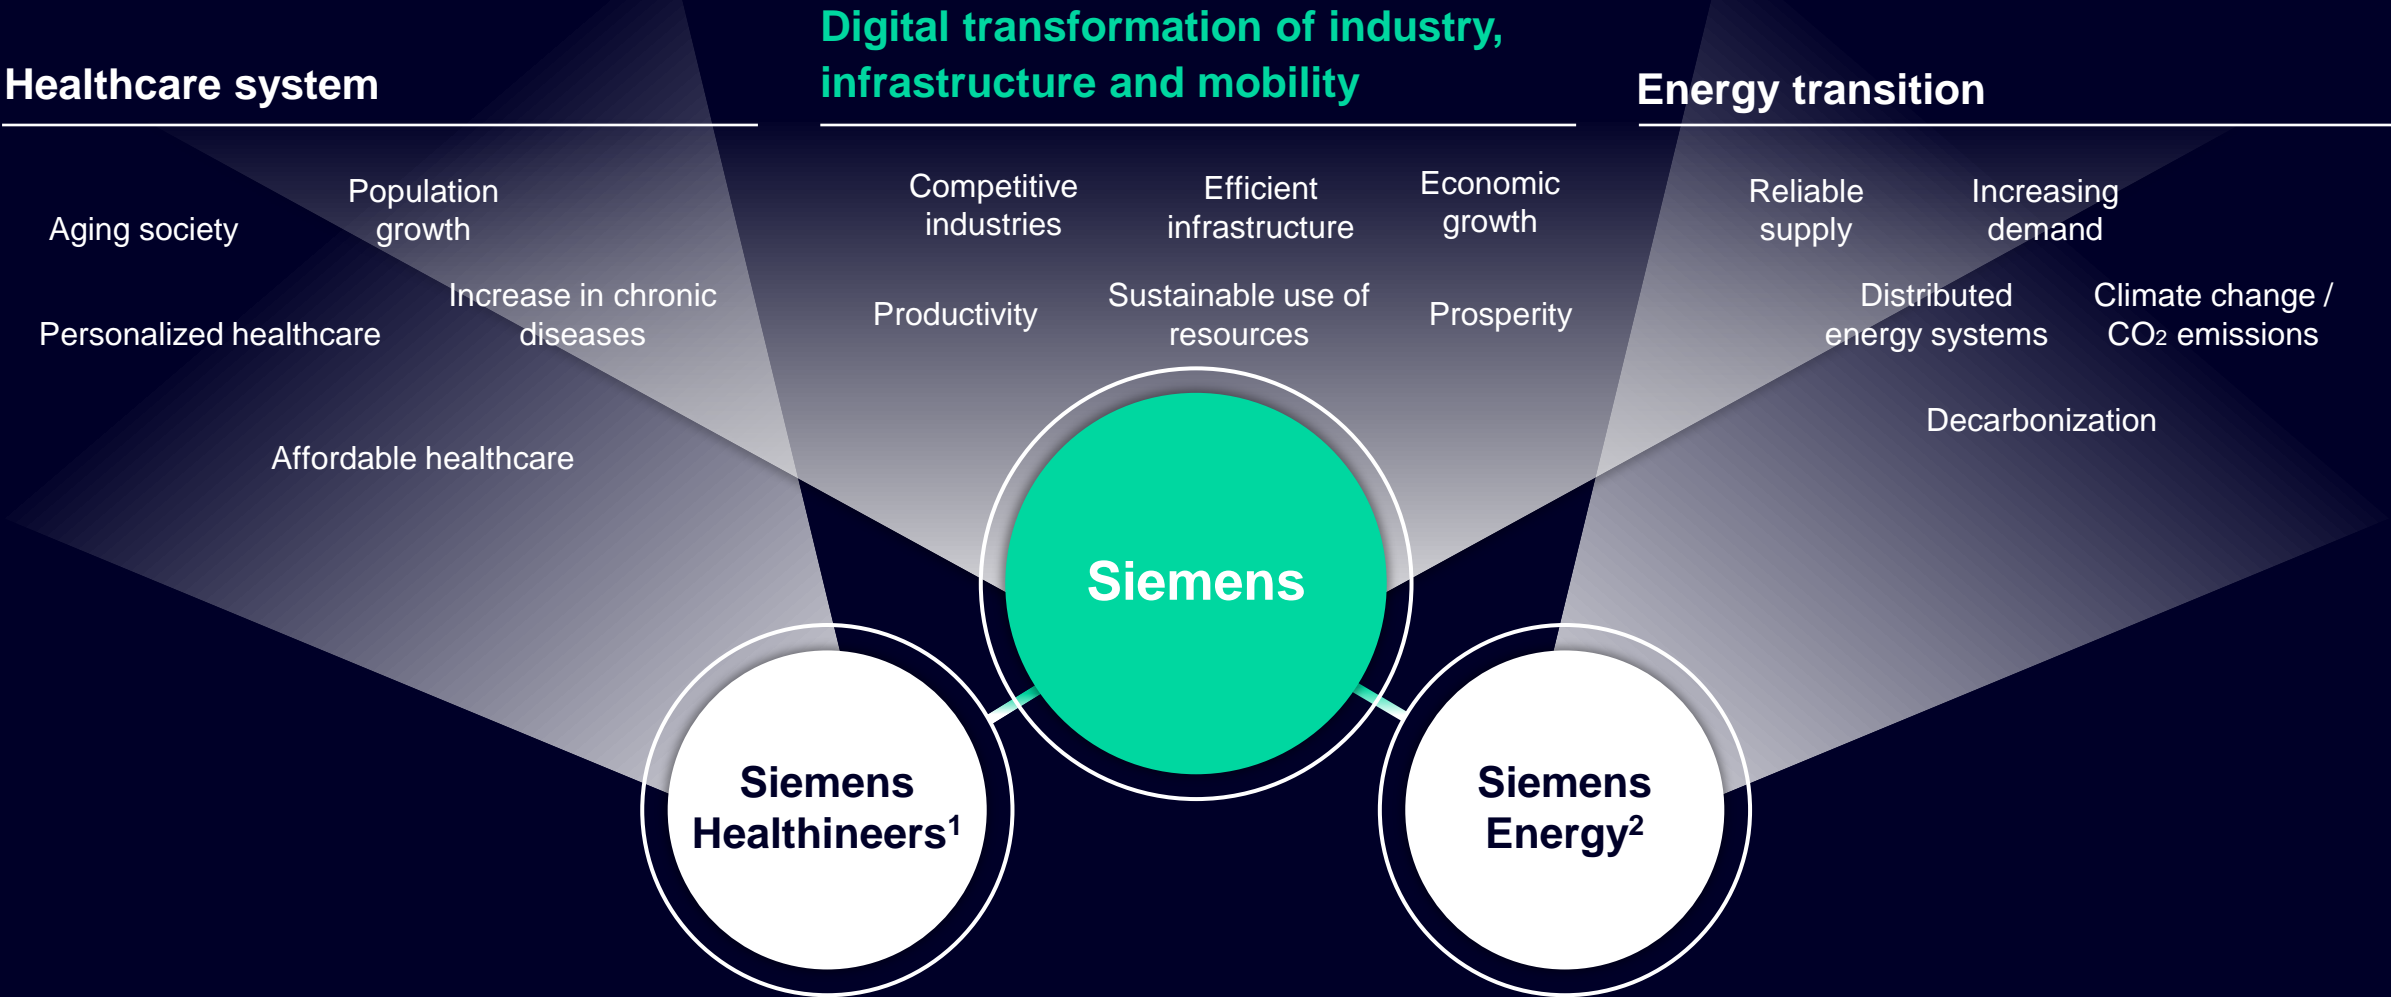 Healthcare system
Aging society
Population
growth
Personalized healthcare
Increase in chronic
diseases
Affordable healthcare
Digital transformation of industry,
infrastructure and mobility
Competitive
industries
Efficient
infrastructure
Economic
growth
Productivity
Sustainable use of
resources
Prosperity
Energy transition
Reliable
supply
Increasing
demand
Distributed
energy systems
Climate change /
CO₂ emissions
Decarbonization
Siemens
Siemens
Healthineers¹
Siemens
Energy²